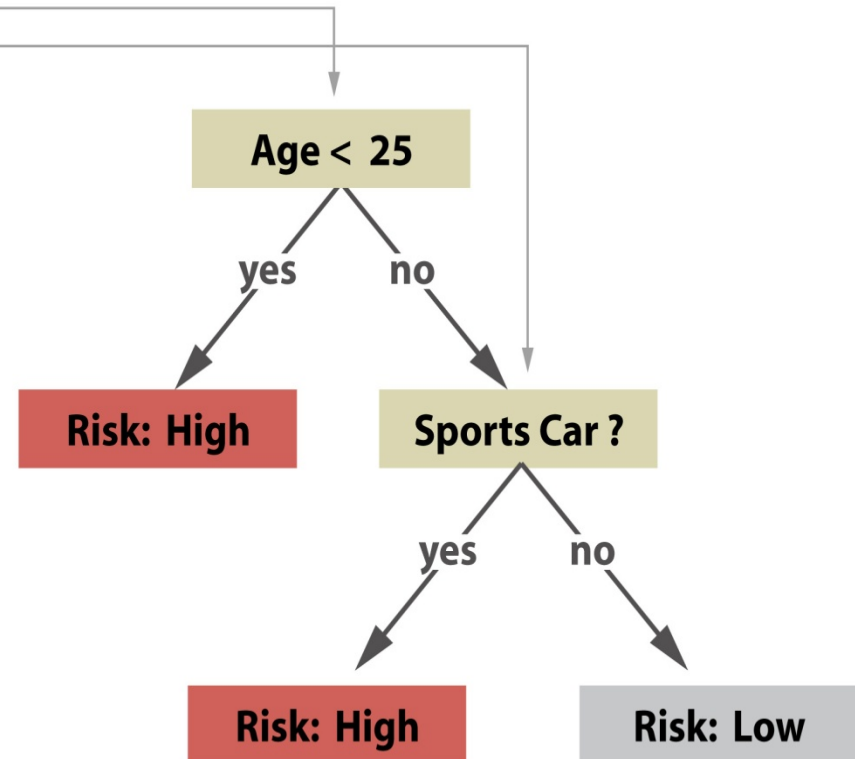 Age < 25
yes
no
Risk: High
Sports Car ?
yes
no
Risk: High
Risk: Low